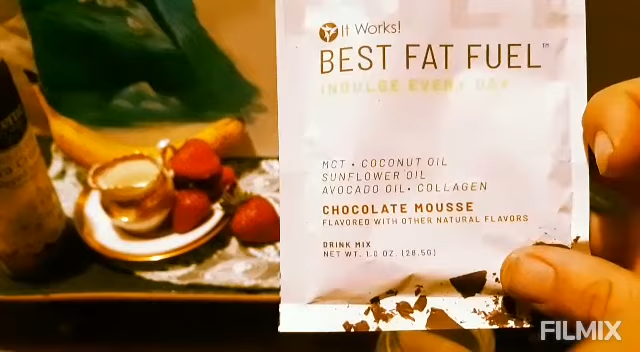 It Works!
BEST FAT FUEL™
INDULGE EVERY DAY
MCT • COCONUT OIL
SUNFLOWER OIL
AVOCADO OIL • COLLAGEN
CHOCOLATE MOUSSE
FLAVORED WITH OTHER NATURAL FLAVORS
DRINK MIX
NET WT. 1.0 OZ. (28.5G)
FILMIX